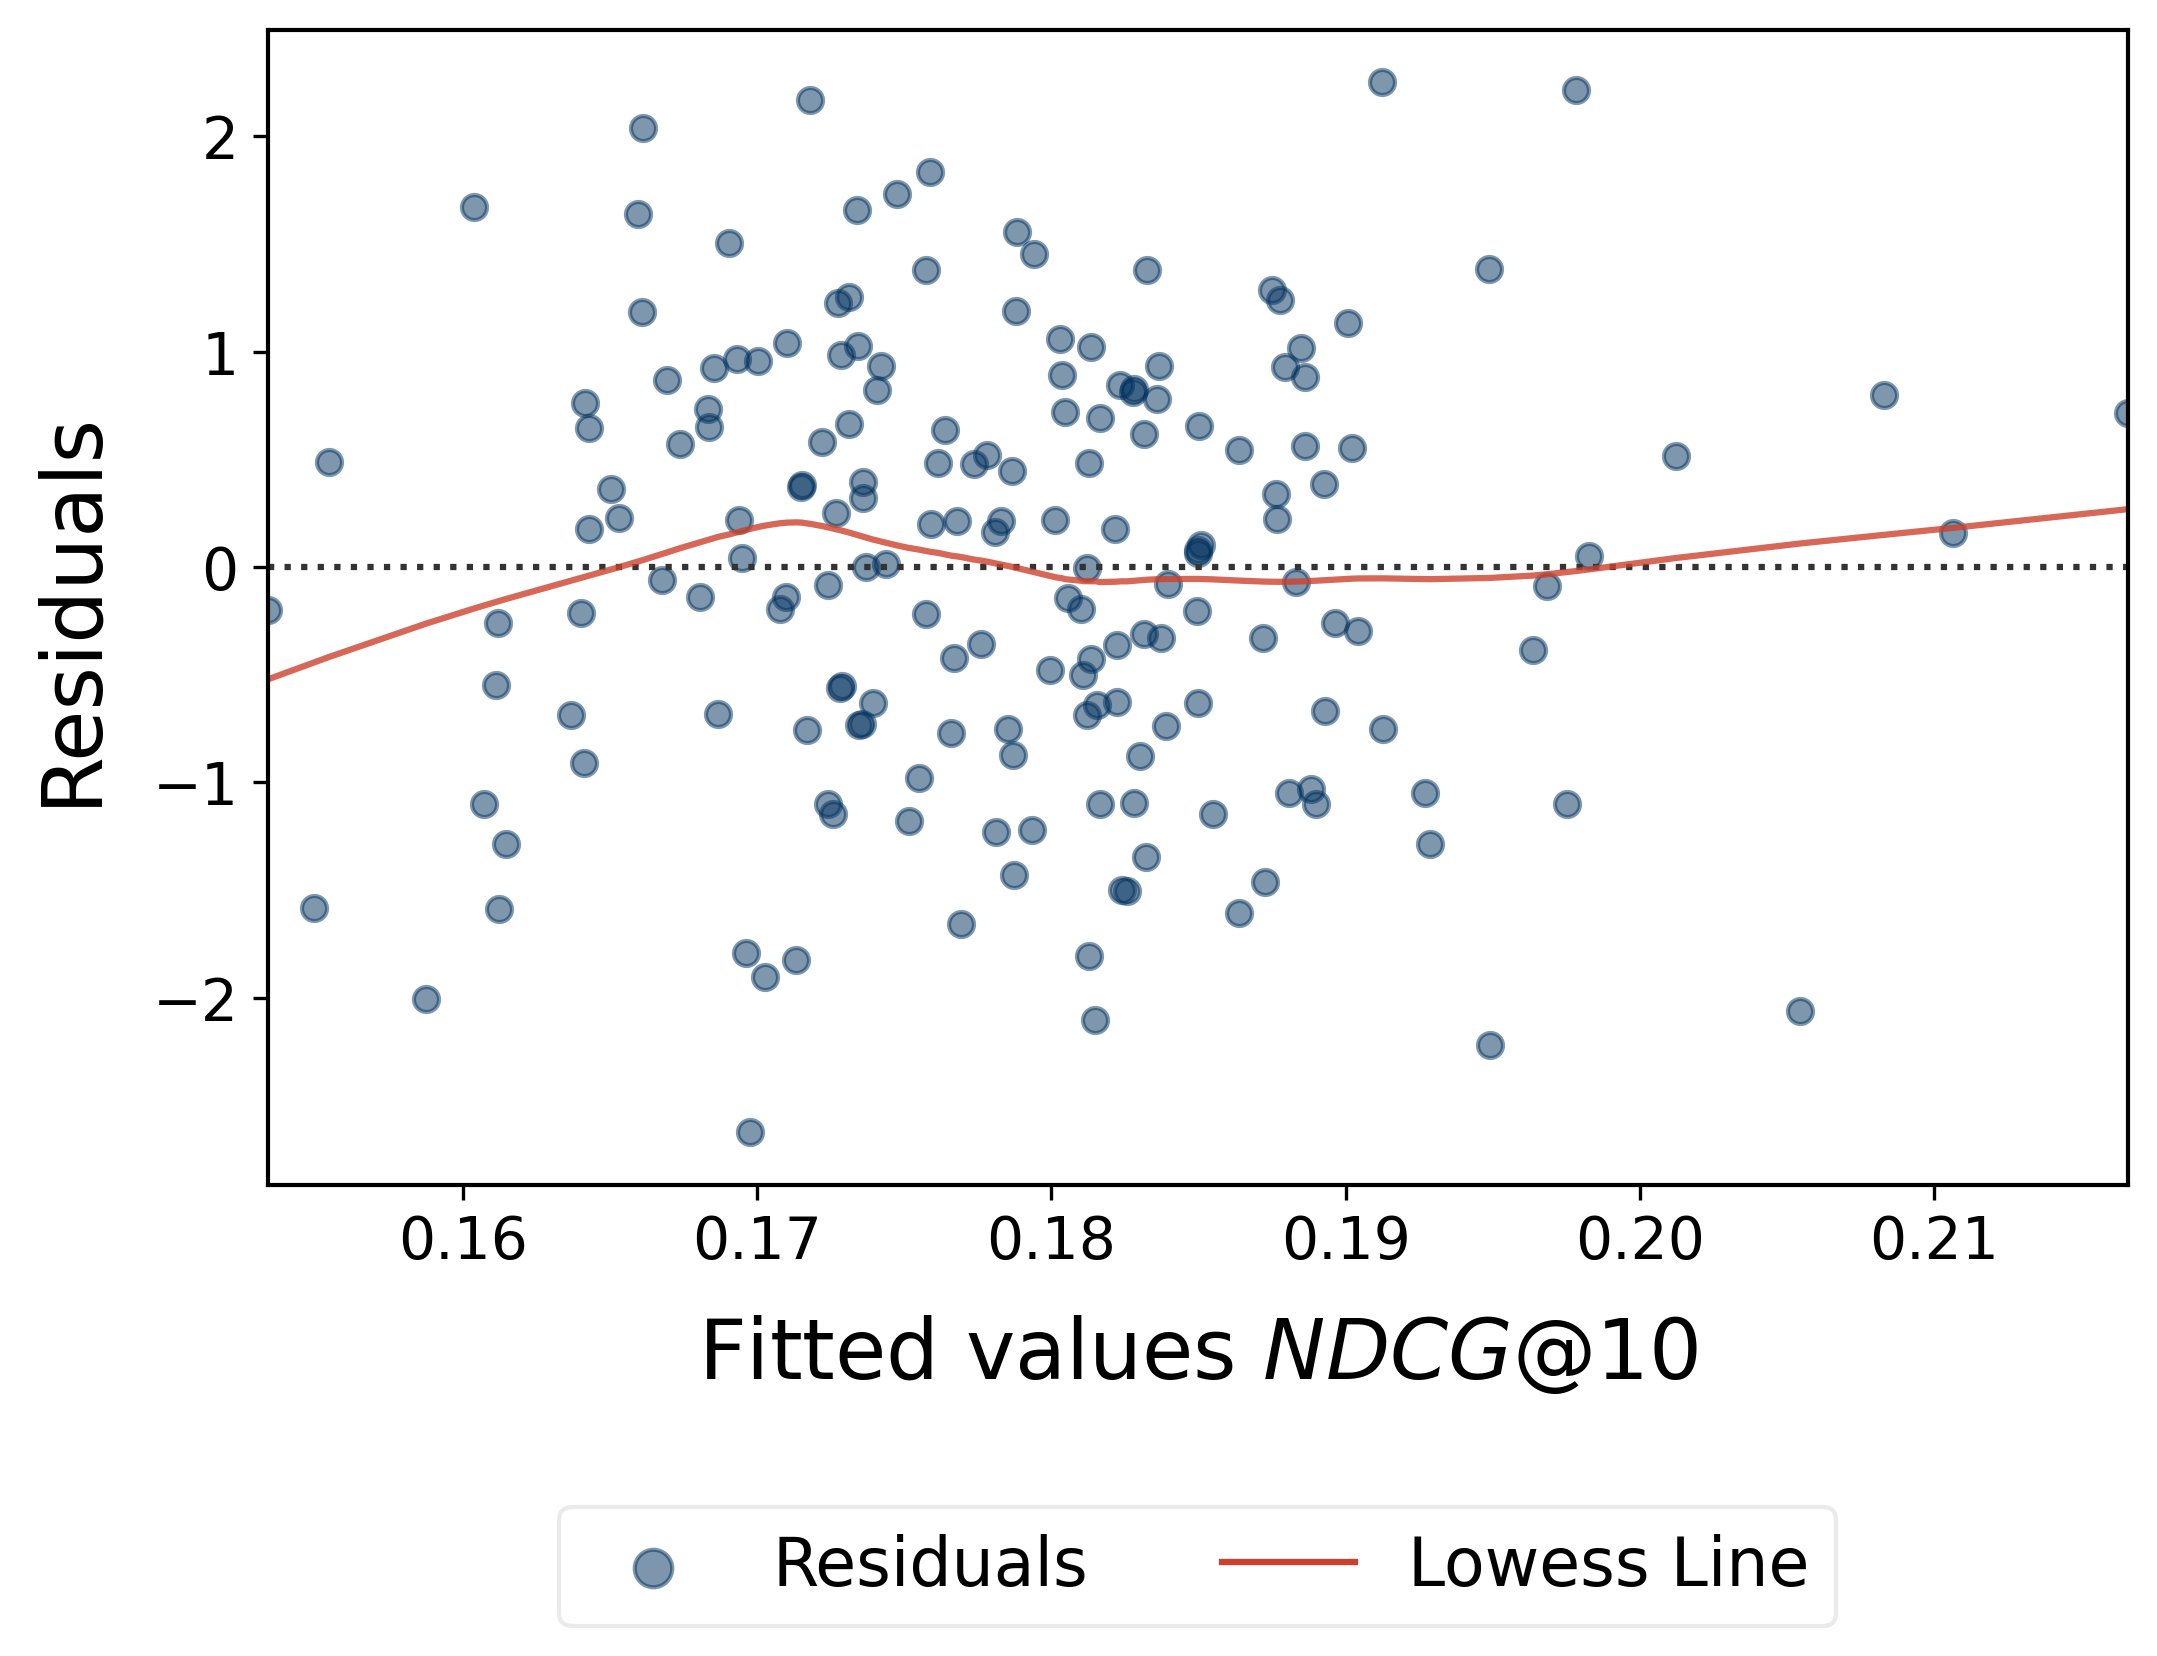 Residuals
2
1
0
−1
−2
0.16 0.17 0.18 0.19 0.20 0.21
Fitted values NDCG@10
Residuals Lowess Line